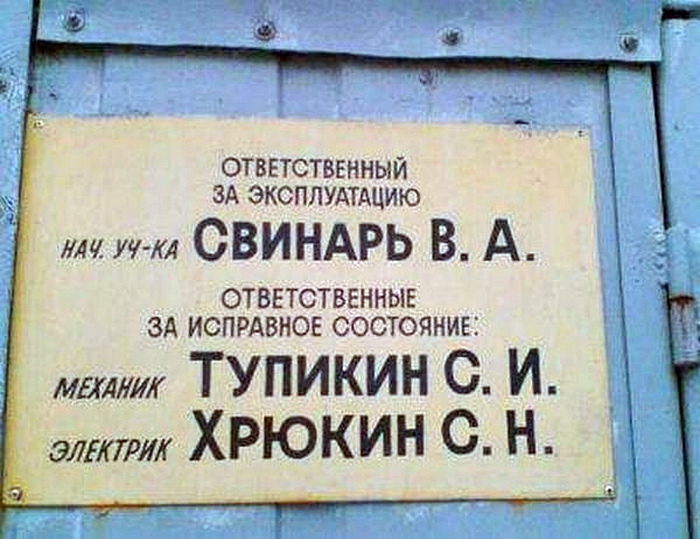 ОТВЕТСТВЕННЫЙ
ЗА ЭКСПЛУАТАЦИЮ
НАЧ. УЧ-КА СВИНАРЬ В. А.
ОТВЕТСТВЕННЫЕ
ЗА ИСПРАВНОЕ СОСТОЯНИЕ:
МЕХАНИК ТУПИКИН С. И.
ЭЛЕКТРИК ХРЮКИН С. Н.